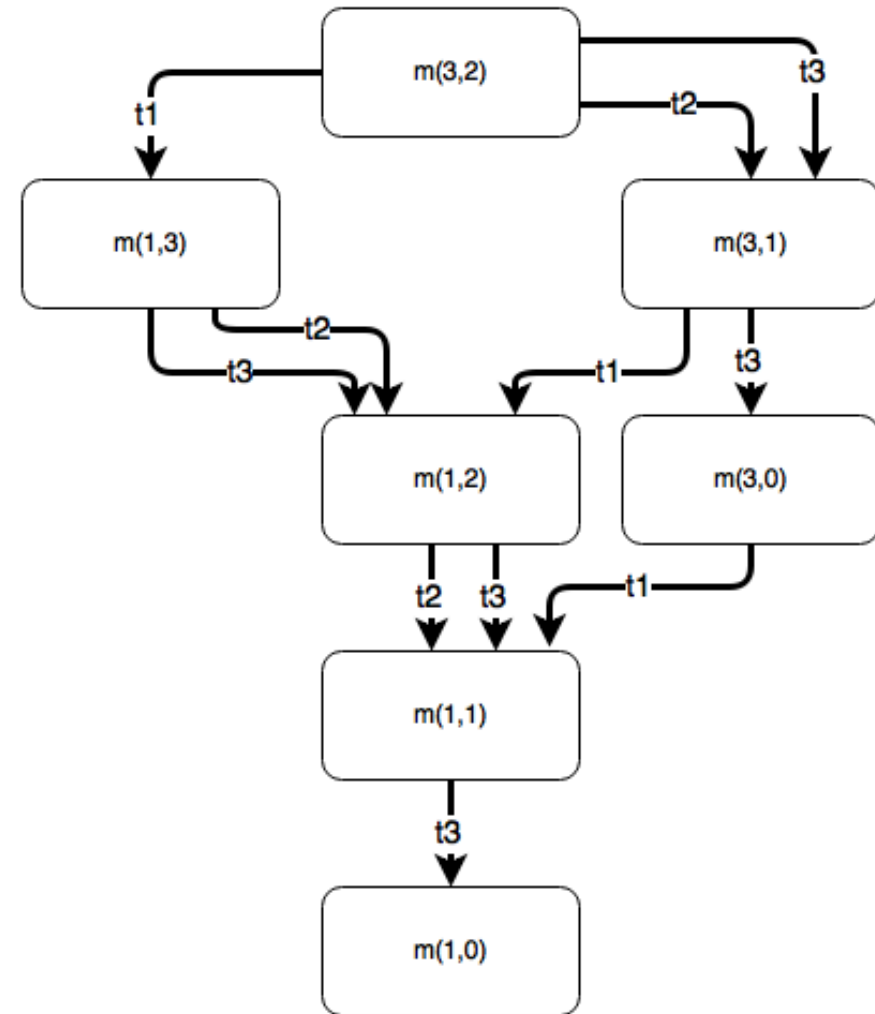 m(3,2)
t3
t2
t1
m(1,3)
m(3,1)
t2
t3
t1
t3
m(1,2)
m(3,0)
t2
t3
t1
m(1,1)
t3
m(1,0)